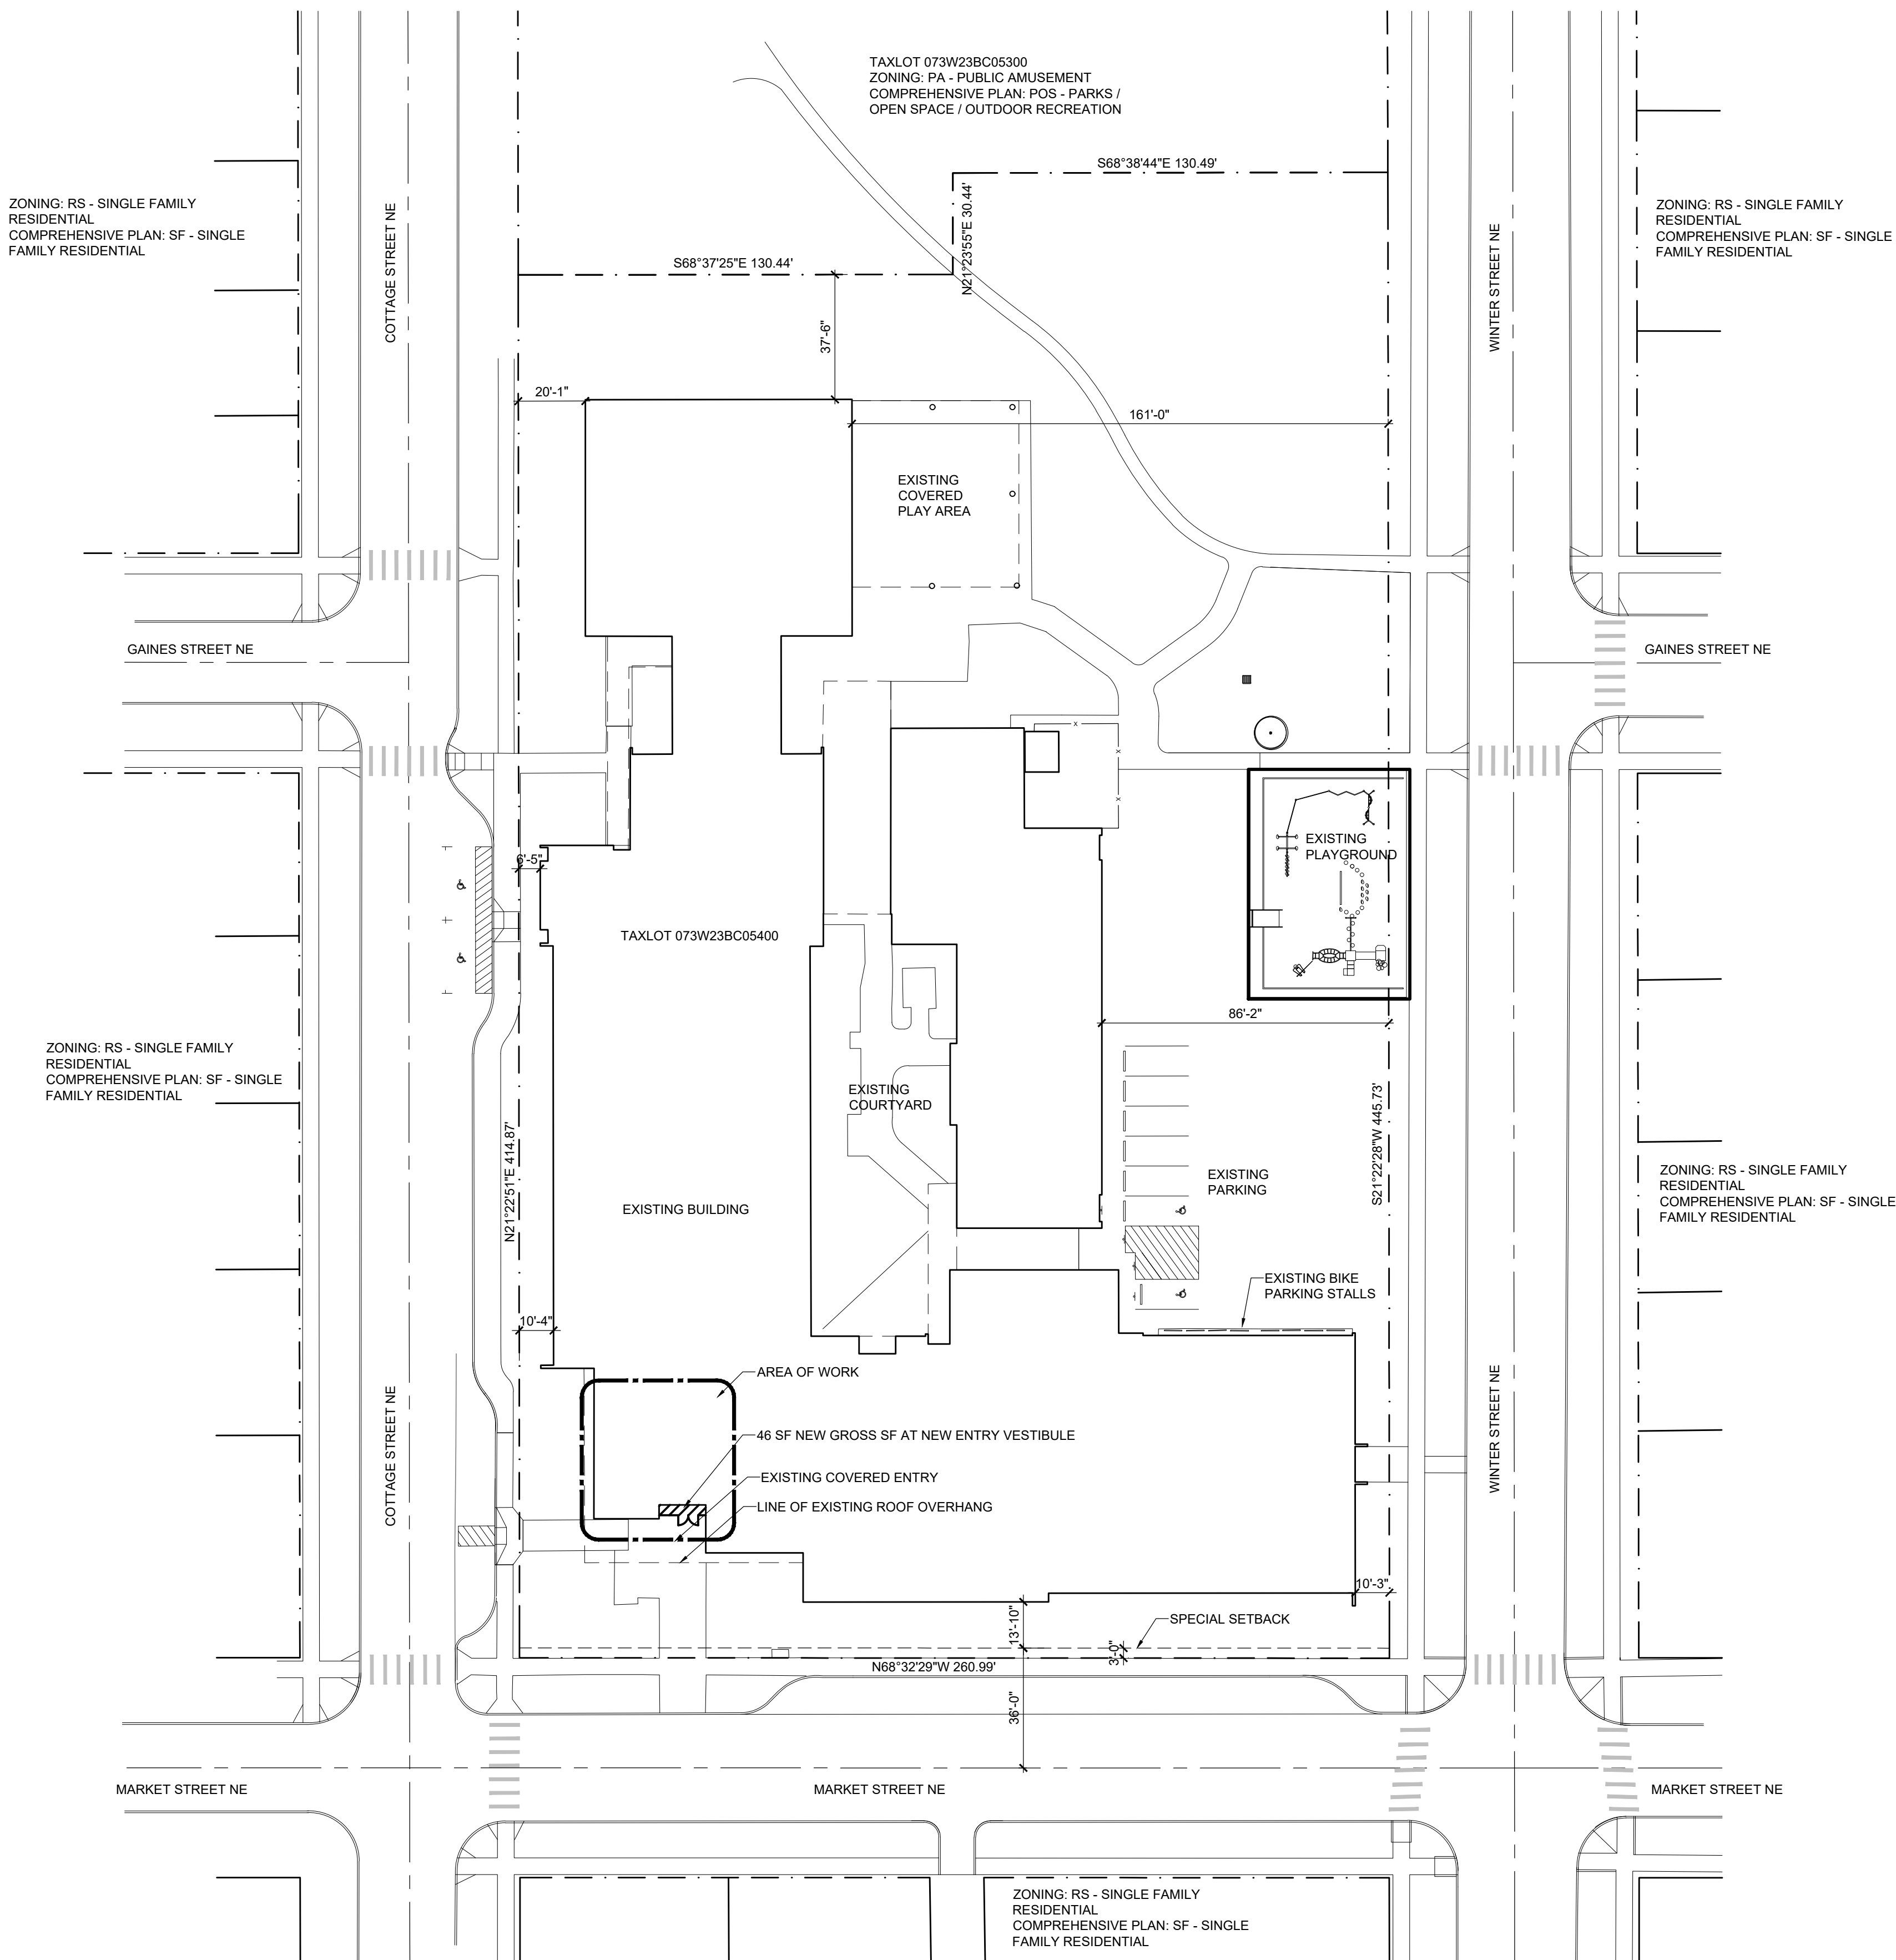 TAXLOT 073W23BC05300
ZONING: PA - PUBLIC AMUSEMENT
COMPREHENSIVE PLAN: POS - PARKS /
OPEN SPACE / OUTDOOR RECREATION
S68°38'44"E 130.49'
N21°23'55"E 30.44'
ZONING: RS - SINGLE FAMILY
RESIDENTIAL
COMPREHENSIVE PLAN: SF - SINGLE
FAMILY RESIDENTIAL
COTTAGE STREET NE
WINTER STREET NE
ZONING: RS - SINGLE FAMILY
RESIDENTIAL
COMPREHENSIVE PLAN: SF - SINGLE
FAMILY RESIDENTIAL
S68°37'25"E 130.44'
37'-6"
20'-1"
161'-0"
EXISTING
COVERED
PLAY AREA
GAINES STREET NE
GAINES STREET NE
EXISTING
PLAYGROUND
6'-5"
TAXLOT 073W23BC05400
86'-2"
ZONING: RS - SINGLE FAMILY
RESIDENTIAL
COMPREHENSIVE PLAN: SF - SINGLE
FAMILY RESIDENTIAL
EXISTING
COURTYARD
N21°22'51"E 414.87'
S21°22'28"W 445.73'
EXISTING
PARKING
ZONING: RS - SINGLE FAMILY
RESIDENTIAL
COMPREHENSIVE PLAN: SF - SINGLE
FAMILY RESIDENTIAL
EXISTING BUILDING
EXISTING BIKE
PARKING STALLS
10'-4"
AREA OF WORK
46 SF NEW GROSS SF AT NEW ENTRY VESTIBULE
EXISTING COVERED ENTRY
LINE OF EXISTING ROOF OVERHANG
COTTAGE STREET NE
WINTER STREET NE
10'-3"
13'-10"
SPECIAL SETBACK
3'-0"
N68°32'29"W 260.99'
36'-0"
MARKET STREET NE
MARKET STREET NE
MARKET STREET NE
ZONING: RS - SINGLE FAMILY
RESIDENTIAL
COMPREHENSIVE PLAN: SF - SINGLE
FAMILY RESIDENTIAL
x
x
x